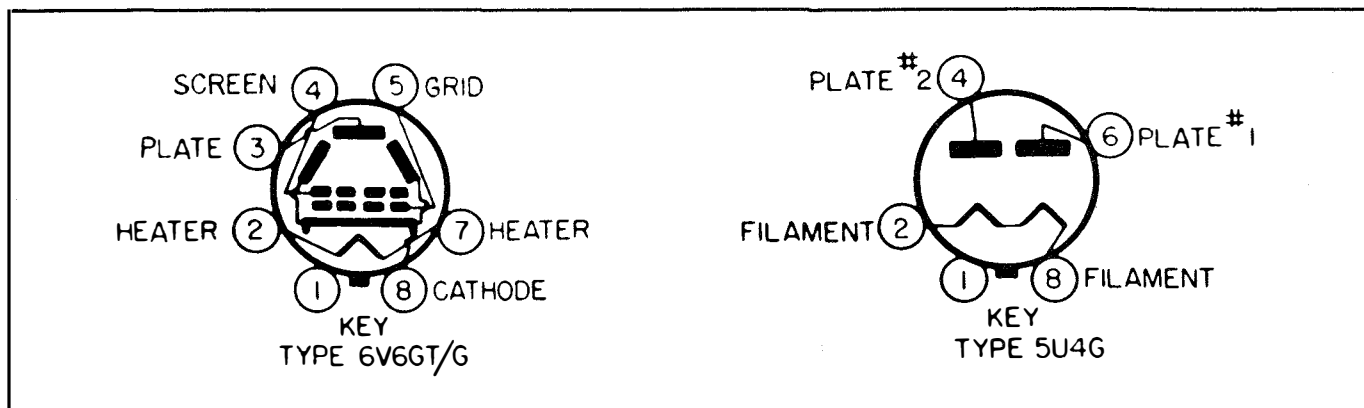 SCREEN 4 5 GRID
PLATE 3
HEATER 2 7 HEATER
1 8 CATHODE
KEY
TYPE 6V6GT/G
PLATE #2 4
6 PLATE #1
FILAMENT 2
1 8 FILAMENT
KEY
TYPE 5U4G